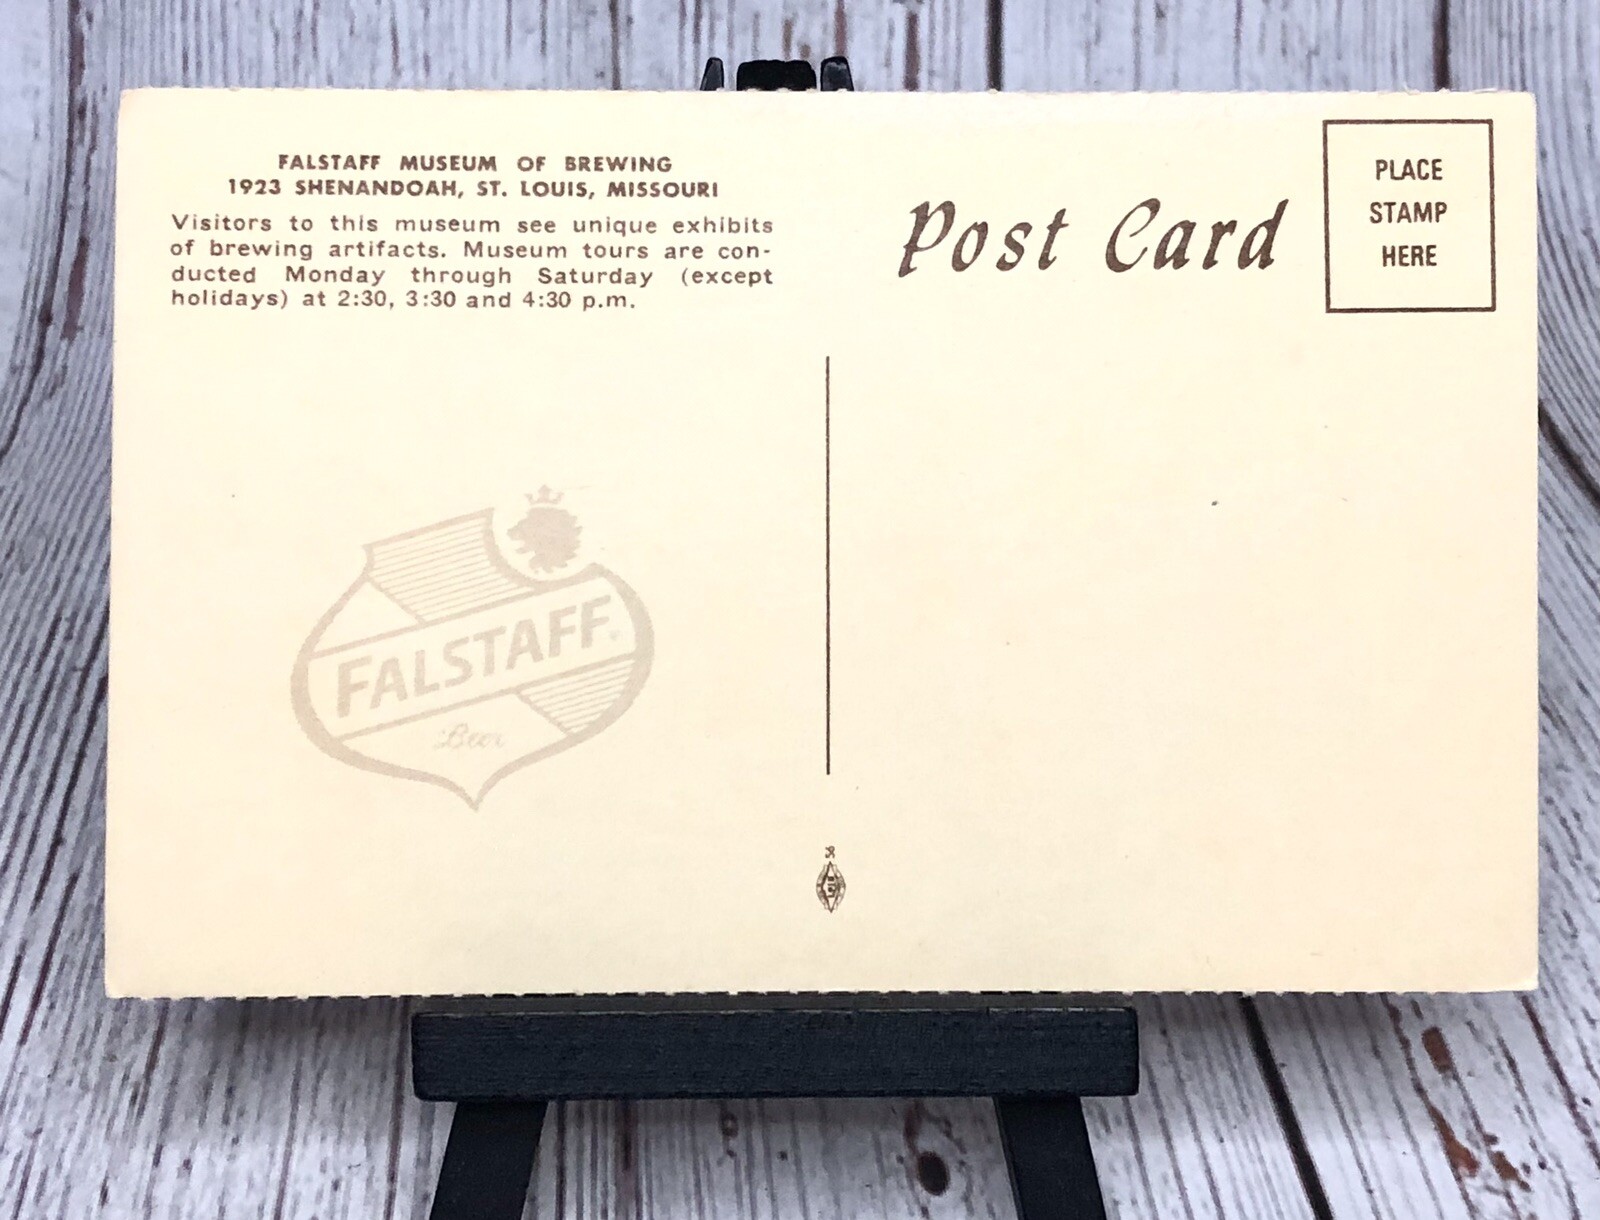 FALSTAFF MUSEUM OF BREWING
1923 SHENANDOAH, ST. LOUIS, MISSOURI
Visitors to this museum see unique exhibits
of brewing artifacts. Museum tours are con-
ducted Monday through Saturday (except
holidays) at 2:30, 3:30 and 4:30 p.m.
Post Card
PLACE
STAMP
HERE
FALSTAFF®
Beer